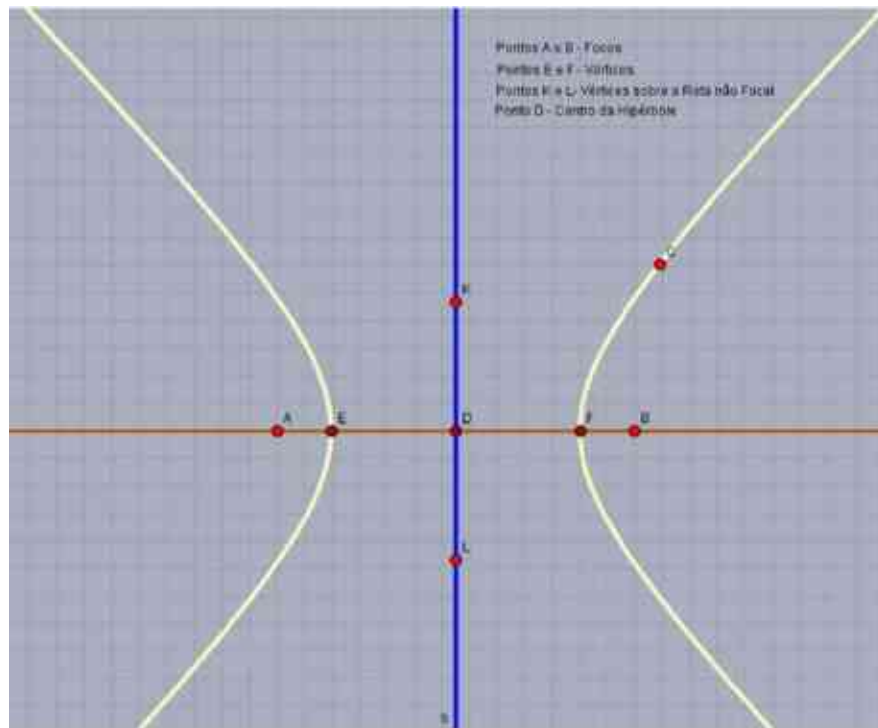 Pontos A e B - Focos
Pontos E e F - Vértices
Pontos K e L- Vértices sobre a Reta não Focal
Ponto D - Centro da Hipérbole
K
A
E
D
F
B
L